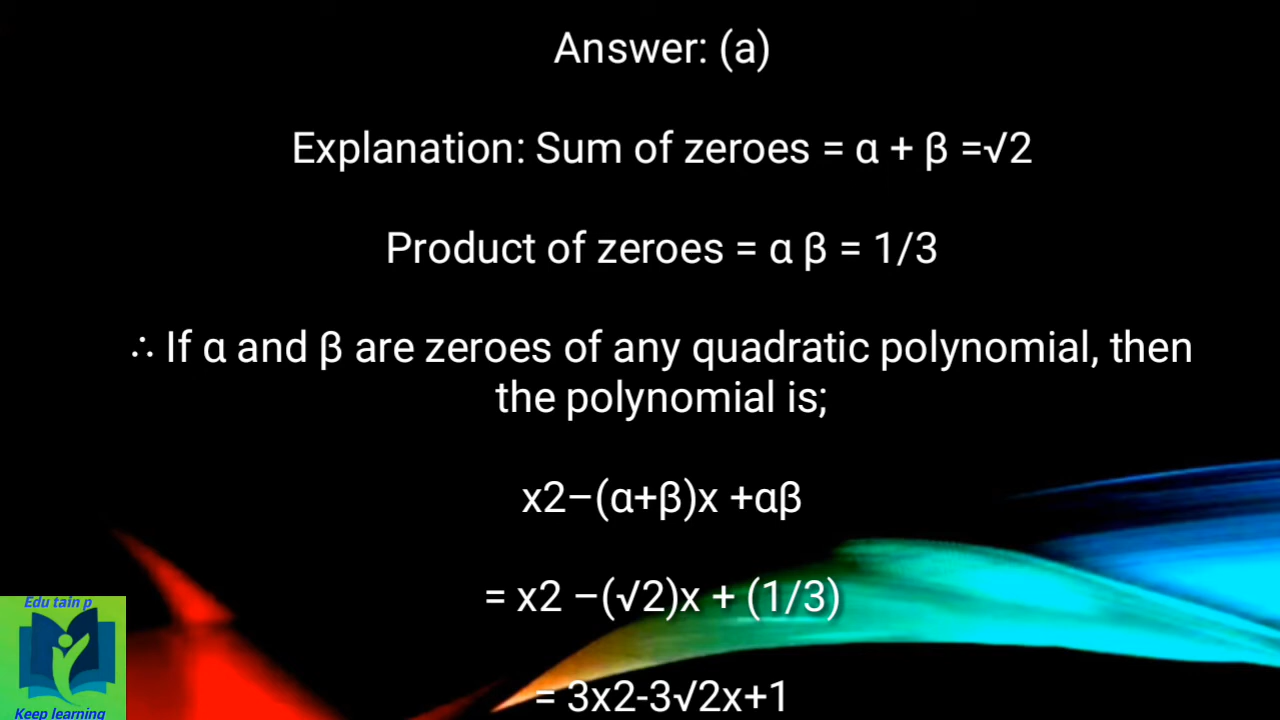 Answer: (a)
Explanation: Sum of zeroes = α + β =√2
Product of zeroes = α β = 1/3
∴ If α and β are zeroes of any quadratic polynomial, then
the polynomial is;
x2–(α+β)x +αβ
= x2 –(√2)x + (1/3)
= 3x2-3√2x+1
Edu tain p
Keep learning